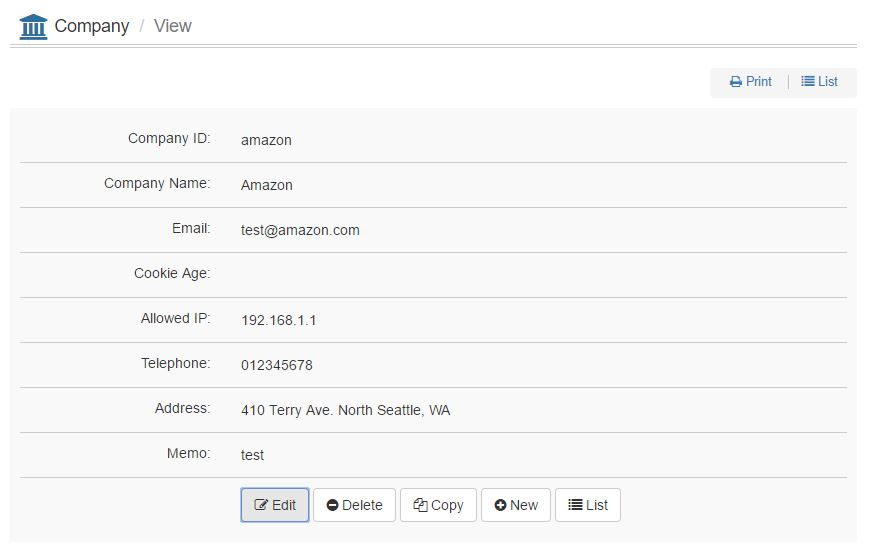 Company / View
Print | List
Company ID: amazon
Company Name: Amazon
Email: test@amazon.com
Cookie Age:
Allowed IP: 192.168.1.1
Telephone: 012345678
Address: 410 Terry Ave. North Seattle, WA
Memo: test
Edit Delete Copy New List